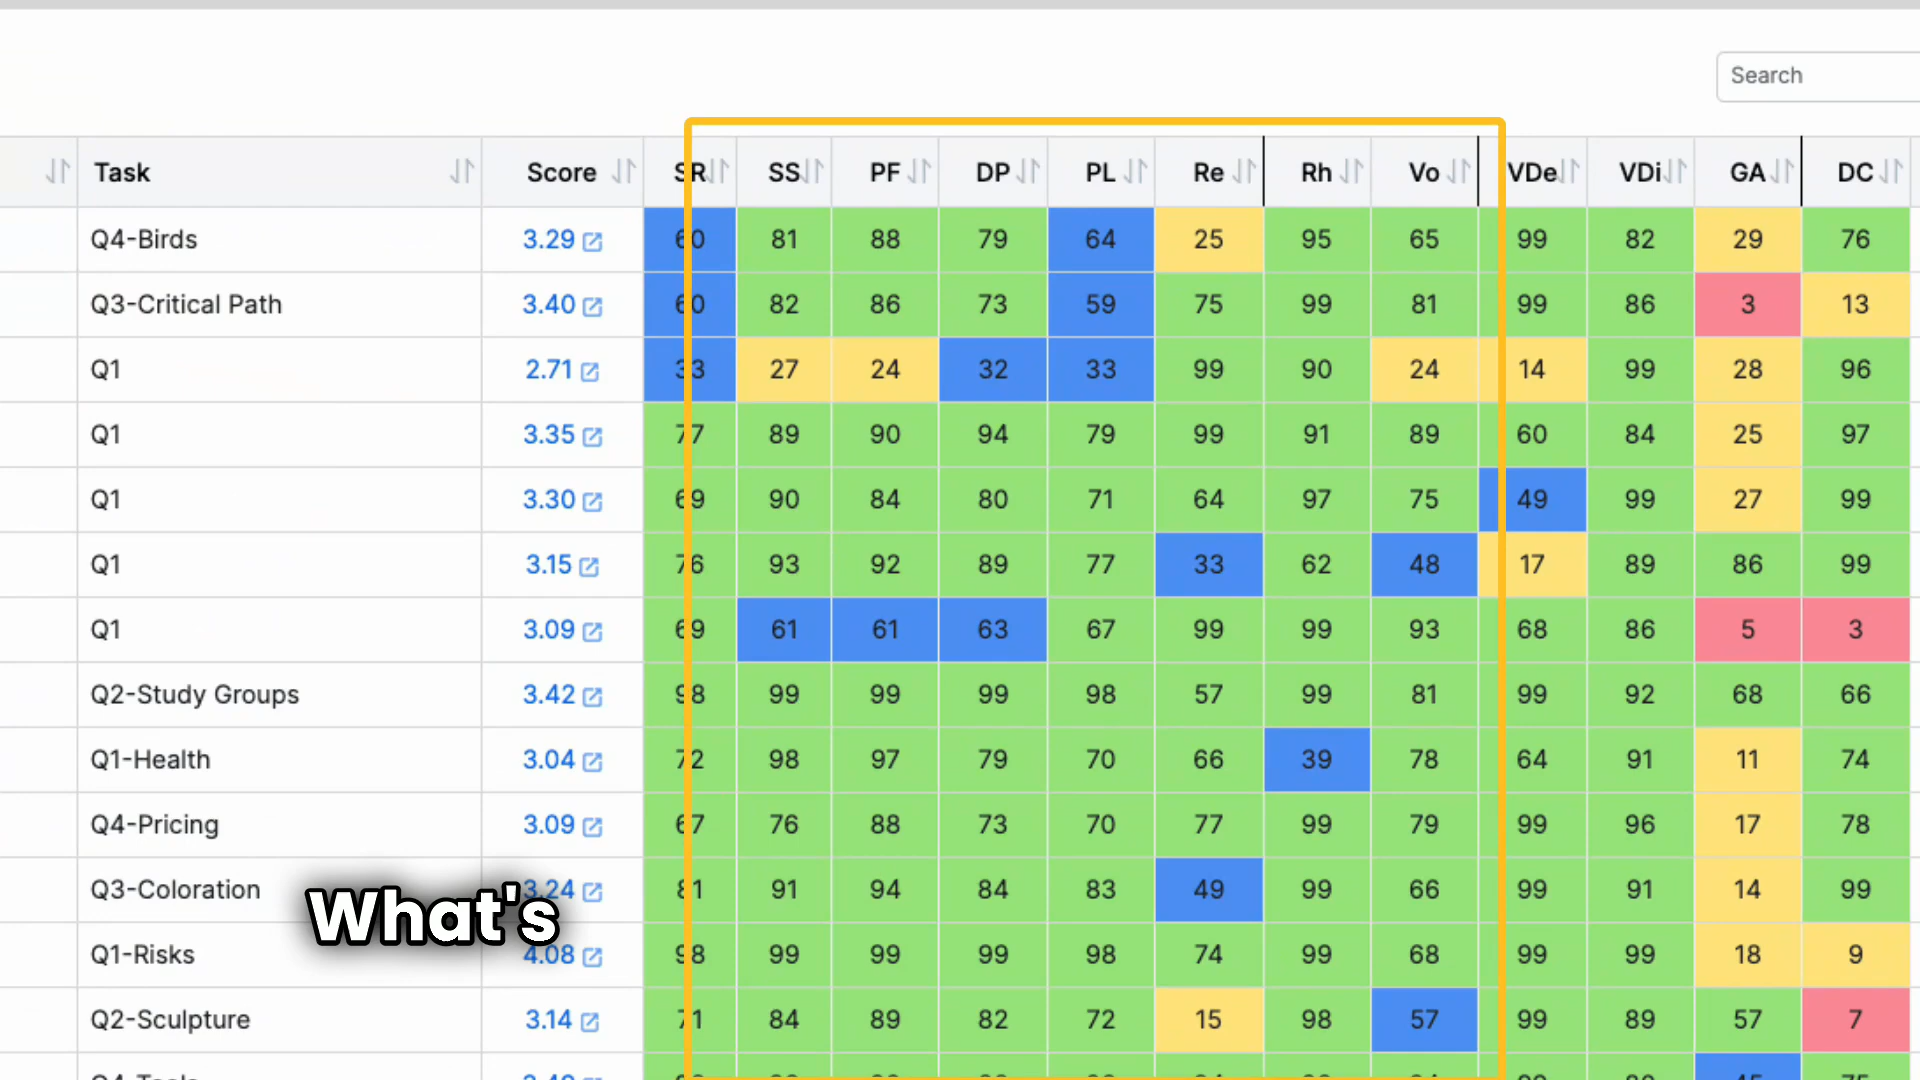 Search
Task Score SR SS PF DP PL Re Rh Vo VDe VDi GA DC
Q4-Birds 3.29 60 81 88 79 64 25 95 65 99 82 29 76
Q3-Critical Path 3.40 60 82 86 73 59 75 99 81 99 86 3 13
Q1 2.71 33 27 24 32 33 99 90 24 14 99 28 96
Q1 3.35 77 89 90 94 79 99 91 89 60 84 25 97
Q1 3.30 69 90 84 80 71 64 97 75 49 99 27 99
Q1 3.15 76 93 92 89 77 33 62 48 17 89 86 99
Q1 3.09 69 61 61 63 67 99 99 93 68 86 5 3
Q2-Study Groups 3.42 98 99 99 99 98 57 99 81 99 92 68 66
Q1-Health 3.04 72 98 97 79 70 66 39 78 64 91 11 74
Q4-Pricing 3.09 67 76 88 73 70 77 99 79 99 96 17 78
Q3-Coloration 3.24 81 91 94 84 83 49 99 66 99 91 14 99
What's
Q1-Risks 4.08 98 99 99 99 98 74 99 68 99 99 18 9
Q2-Sculpture 3.14 71 84 89 82 72 15 98 57 99 89 57 7